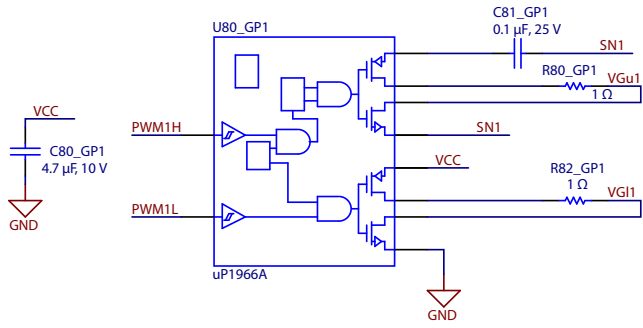 C81_GP1
0.1 µF, 25 V
SN1
U80_GP1
R80_GP1
VGu1
1 Ω
VCC
PWM1H
SN1
C80_GP1
4.7 µF, 10 V
VCC
R82_GP1
1 Ω
VGl1
PWM1L
GND
uP1966A
GND